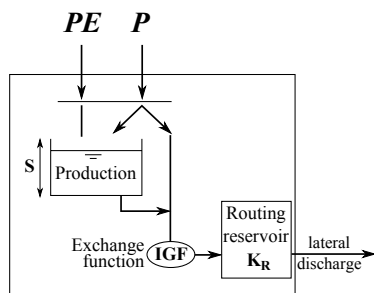 PE P
S
Production
Exchange
function
IGF
Routing
reservoir
K_R
lateral
discharge